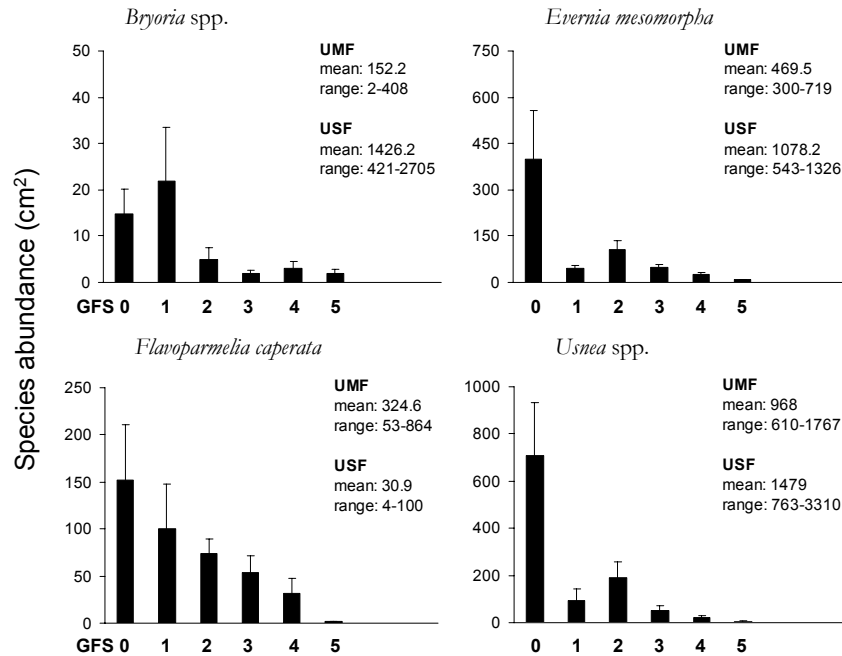 Bryoria spp.
50
40
30
20
10
0
GFS 0 1 2 3 4 5
UMF
mean: 152.2
range: 2-408
USF
mean: 1426.2
range: 421-2705
Evernia mesomorpha
750
600
450
300
150
0
0 1 2 3 4 5
UMF
mean: 469.5
range: 300-719
USF
mean: 1078.2
range: 543-1326
Species abundance (cm²)
Flavoparmelia caperata
250
200
150
100
50
0
GFS 0 1 2 3 4 5
UMF
mean: 324.6
range: 53-864
USF
mean: 30.9
range: 4-100
Usnea spp.
1000
800
600
400
200
0
0 1 2 3 4 5
UMF
mean: 968
range: 610-1767
USF
mean: 1479
range: 763-3310